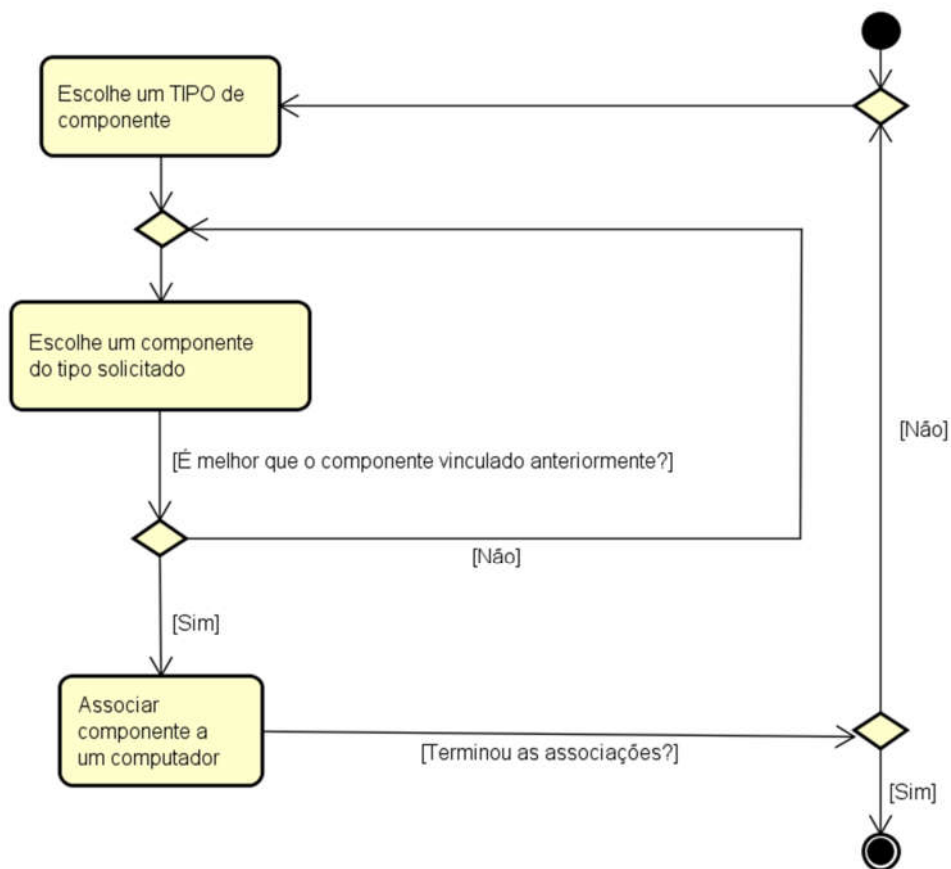 Escolhe um TIPO de
componente
Escolhe um componente
do tipo solicitado
[Não]
[É melhor que o componente vinculado anteriormente?]
[Não]
[Sim]
Associar
componente a
um computador
[Terminou as associações?]
[Sim]